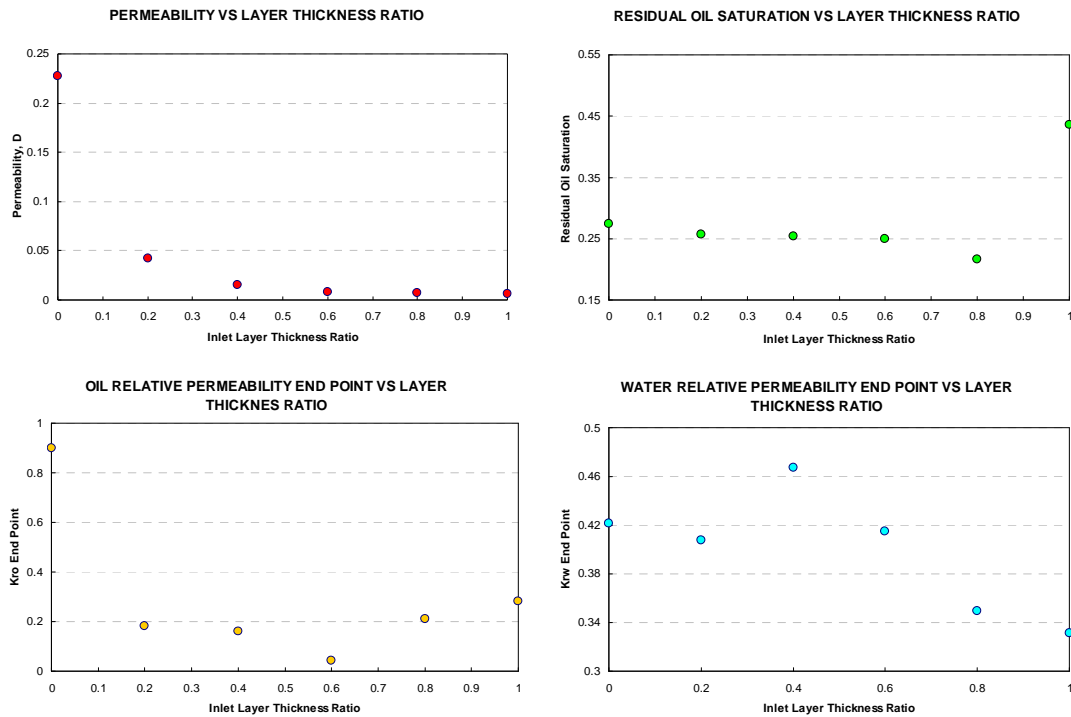 PERMEABILITY VS LAYER THICKNESS RATIO
0.25
0.2
0.15
0.1
0.05
0
Permeability, D
0 0.1 0.2 0.3 0.4 0.5 0.6 0.7 0.8 0.9 1
Inlet Layer Thickness Ratio
RESIDUAL OIL SATURATION VS LAYER THICKNESS RATIO
0.55
0.45
0.35
0.25
0.15
Residual Oil Saturation
0 0.1 0.2 0.3 0.4 0.5 0.6 0.7 0.8 0.9 1
Inlet Layer Thickness Ratio
OIL RELATIVE PERMEABILITY END POINT VS LAYER
THICKNES RATIO
1
0.8
0.6
0.4
0.2
0
Kro End Point
0 0.1 0.2 0.3 0.4 0.5 0.6 0.7 0.8 0.9 1
Inlet Layer Thickness Ratio
WATER RELATIVE PERMEABILITY END POINT VS LAYER
THICKNESS RATIO
0.5
0.46
0.42
0.38
0.34
0.3
Krw End Point
0 0.2 0.4 0.6 0.8 1
Inlet Layer Thickness Ratio